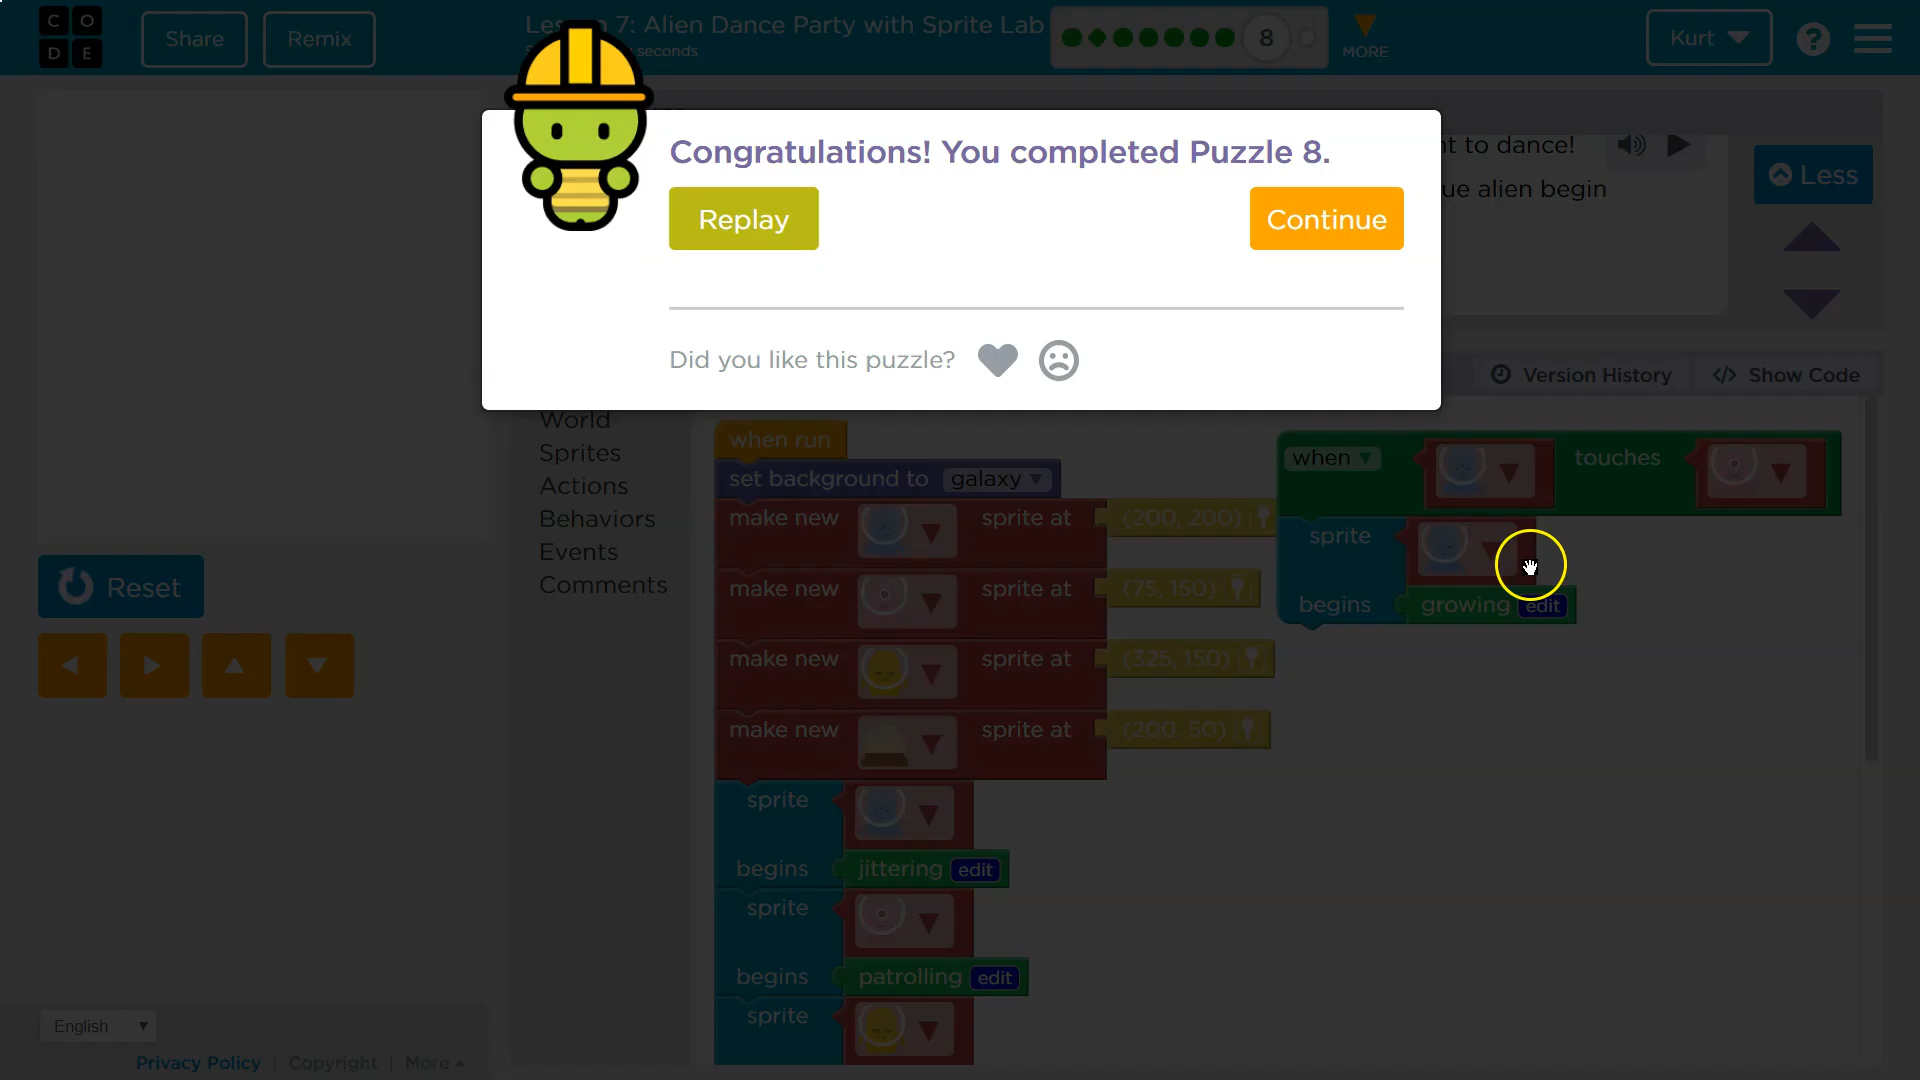 C O
D E
Share
Remix
Lesson 7: Alien Dance Party with Sprite Lab
seconds
8
MORE
Kurt
?
Congratulations! You completed Puzzle 8.
Replay
Continue
Did you like this puzzle?
nt to dance!
ue alien begin
Less
Version History
Show Code
World
Sprites
Actions
Behaviors
Events
Comments
Reset
when run
set background to galaxy
make new sprite at (200, 200)
make new sprite at (75, 150)
make new sprite at (325, 150)
make new sprite at (200, 50)
sprite
begins jittering edit
sprite
begins patrolling edit
sprite
when touches
sprite
begins growing edit
English
Privacy Policy | Copyright | More